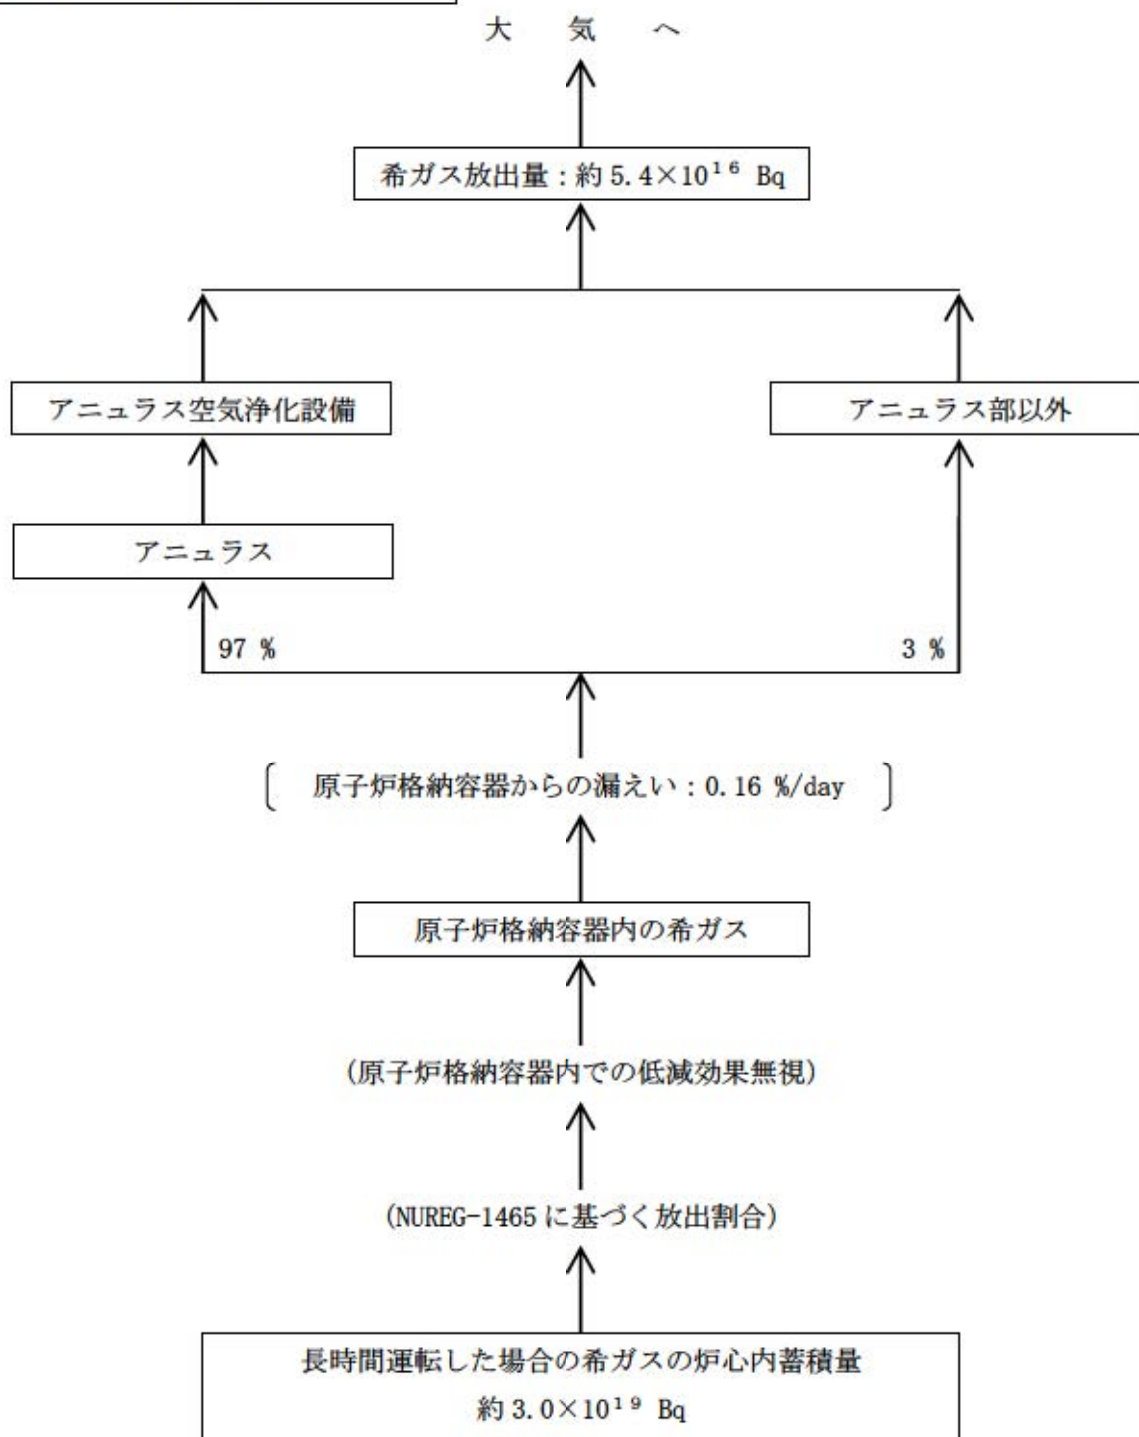 大 気 へ
希ガス放出量：約 5.4×10¹⁶ Bq
アニュラス空気浄化設備
アニュラス部以外
アニュラス
97 %
3 %
〔 原子炉格納容器からの漏えい：0.16 %/day 〕
原子炉格納容器内の希ガス
(原子炉格納容器内での低減効果無視)
(NUREG-1465 に基づく放出割合)
長時間運転した場合の希ガスの炉心内蓄積量
約 3.0×10¹⁹ Bq